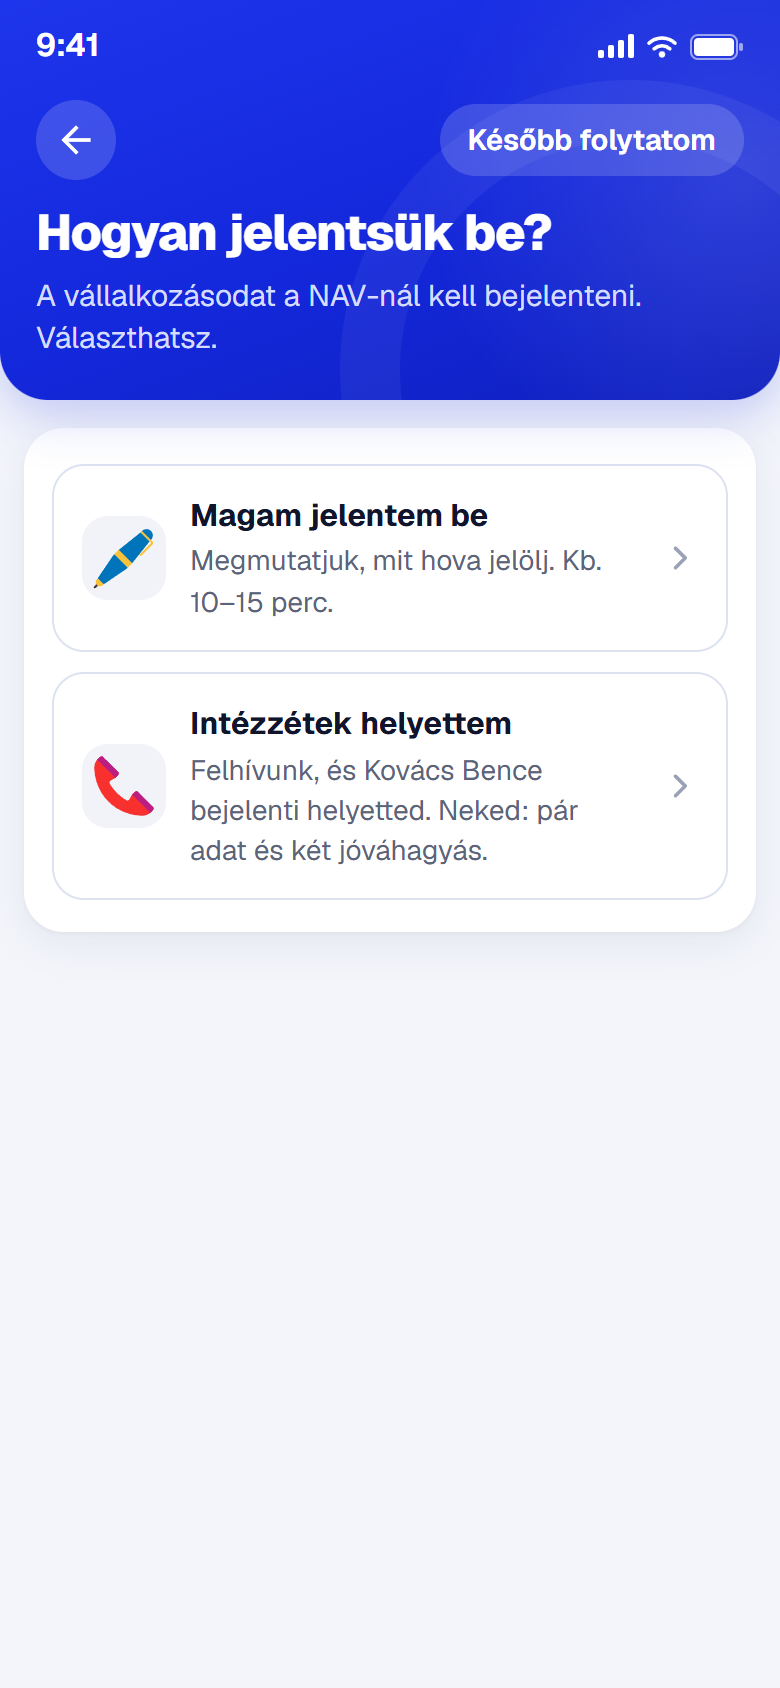 9:41
Később folytatom
Hogyan jelentsük be?
A vállalkozásodat a NAV-nál kell bejelenteni.
Választhatsz.
Magam jelentem be
Megmutatjuk, mit hova jelölj. Kb.
10–15 perc.
Intézzétek helyettem
Felhívunk, és Kovács Bence
bejelenti helyetted. Neked: pár
adat és két jóváhagyás.